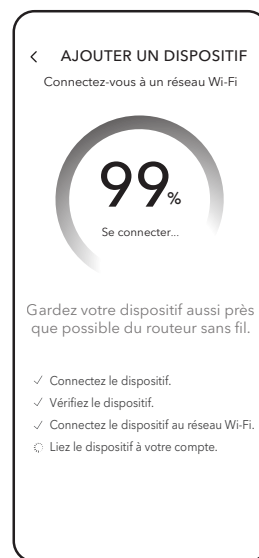 AJOUTER UN DISPOSITIF
Connectez-vous à un réseau Wi-Fi
99%
Se connecter...
Gardez votre dispositif aussi près
que possible du routeur sans fil.
✓ Connectez le dispositif.
✓ Vérifiez le dispositif.
✓ Connectez le dispositif au réseau Wi-Fi.
Liez le dispositif à votre compte.